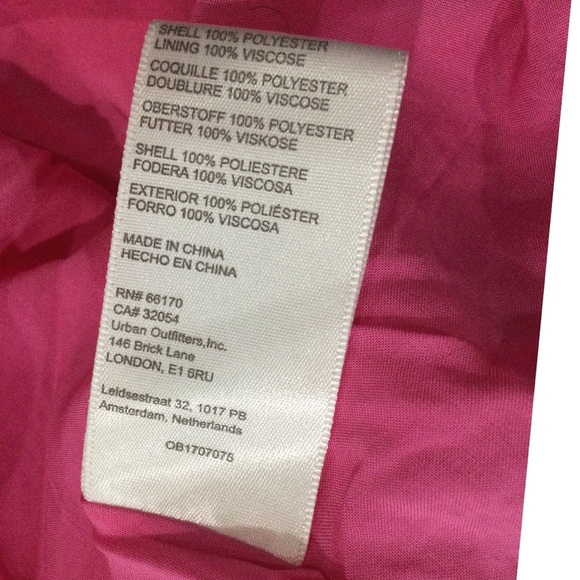 SHELL 100% POLYESTER
LINING 100% VISCOSE
COQUILLE 100% POLYESTER
DOUBLURE 100% VISCOSE
OBERSTOFF 100% POLYESTER
FUTTER 100% VISKOSE
SHELL 100% POLIESTERE
FODERA 100% VISCOSA
EXTERIOR 100% POLIÉSTER
FORRO 100% VISCOSA
MADE IN CHINA
HECHO EN CHINA
RN# 66170
CA# 32054
Urban Outfitters,Inc.
146 Brick Lane
LONDON, E1 6RU
Leidsestraat 32, 1017 PB
Amsterdam, Netherlands
OB1707075